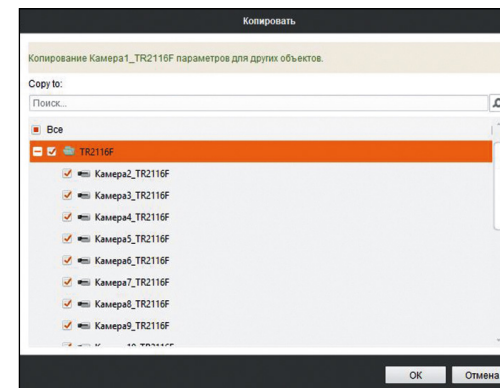 Копировать
Копирование Камера1_TR2116F параметров для других объектов.
Copy to:
Поиск...
Все
TR2116F
Камера2_TR2116F
Камера3_TR2116F
Камера4_TR2116F
Камера5_TR2116F
Камера6_TR2116F
Камера7_TR2116F
Камера8_TR2116F
Камера9_TR2116F
OK
Отмена